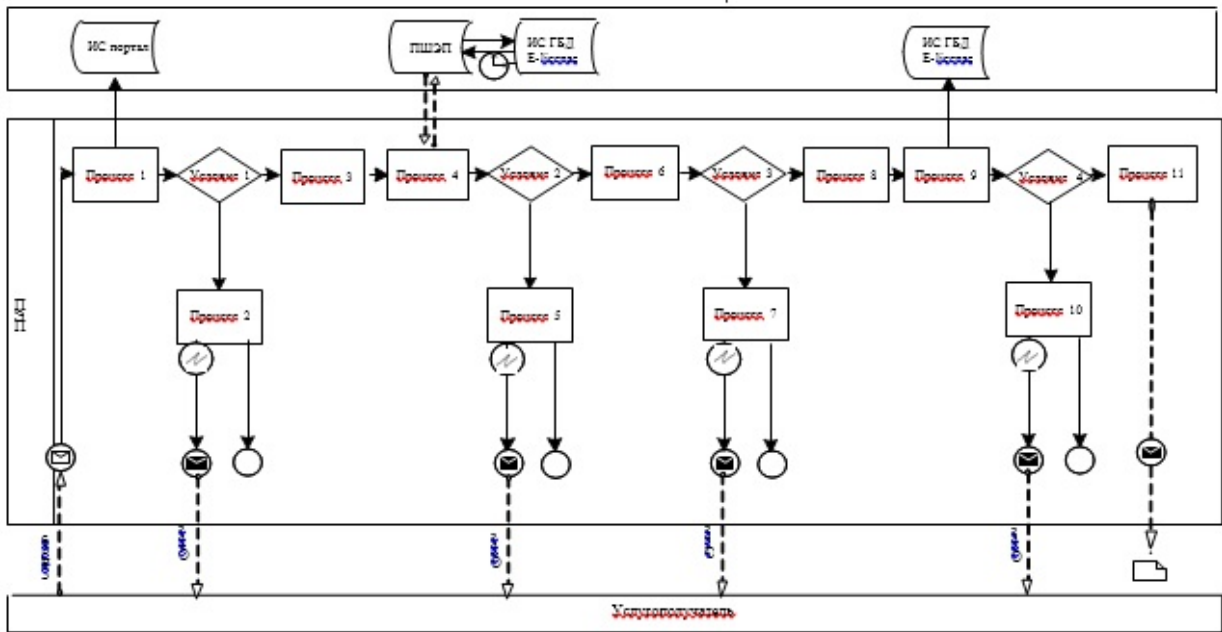 ИС портал
ПШЭП
ИС ГБД
Е-
ИС ГБД
Е-
Процесс 1
Условие 1
Процесс 3
Процесс 4
Условие 2
Процесс 6
Условие 3
Процесс 8
Процесс 9
Условие 4
Процесс 11
Процесс 2
Процесс 5
Процесс 7
Процесс 10
Услугополучатель